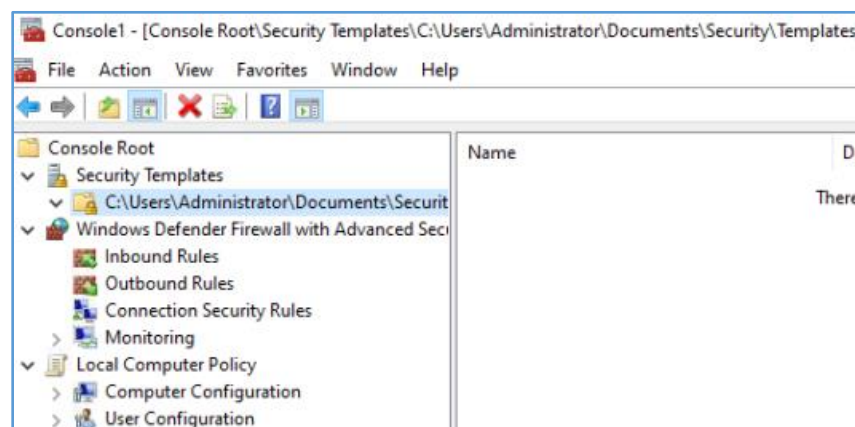 Console1 - [Console Root\Security Templates\C:\Users\Administrator\Documents\Security\Templates
File Action View Favorites Window Help
Console Root
Security Templates
C:\Users\Administrator\Documents\Securit
Windows Defender Firewall with Advanced Secu
Inbound Rules
Outbound Rules
Connection Security Rules
Monitoring
Local Computer Policy
Computer Configuration
User Configuration
Name D
There